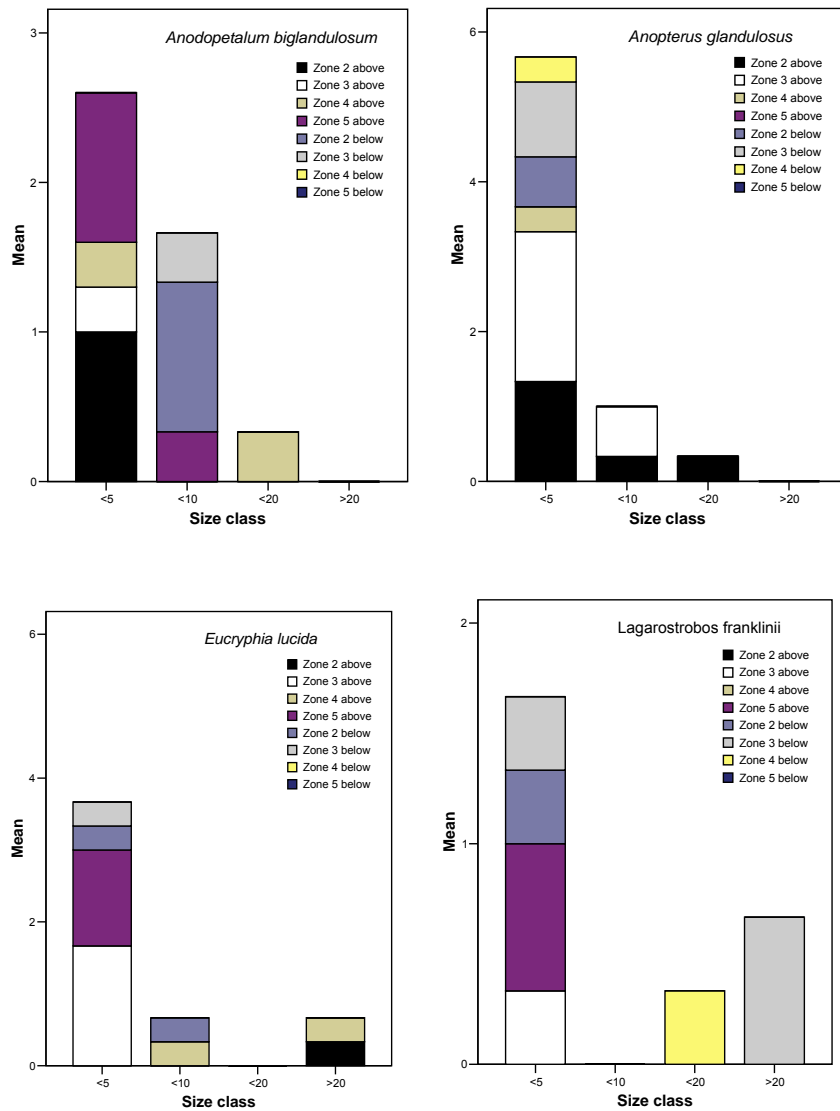 Anodopetalum biglandulosum
Zone 2 above
Zone 3 above
Zone 4 above
Zone 5 above
Zone 2 below
Zone 3 below
Zone 4 below
Zone 5 below
3
2
1
0
Mean
<5
<10
<20
>20
Size class
Anopterus glandulosus
Zone 2 above
Zone 3 above
Zone 4 above
Zone 5 above
Zone 2 below
Zone 3 below
Zone 4 below
Zone 5 below
6
4
2
0
Mean
<5
<10
<20
>20
Size class
Eucryphia lucida
Zone 2 above
Zone 3 above
Zone 4 above
Zone 5 above
Zone 2 below
Zone 3 below
Zone 4 below
Zone 5 below
6
4
2
0
Mean
<5
<10
<20
>20
Size class
Lagarostrobos franklinii
Zone 2 above
Zone 3 above
Zone 4 above
Zone 5 above
Zone 2 below
Zone 3 below
Zone 4 below
Zone 5 below
2
1
0
Mean
<5
<10
<20
>20
Size class